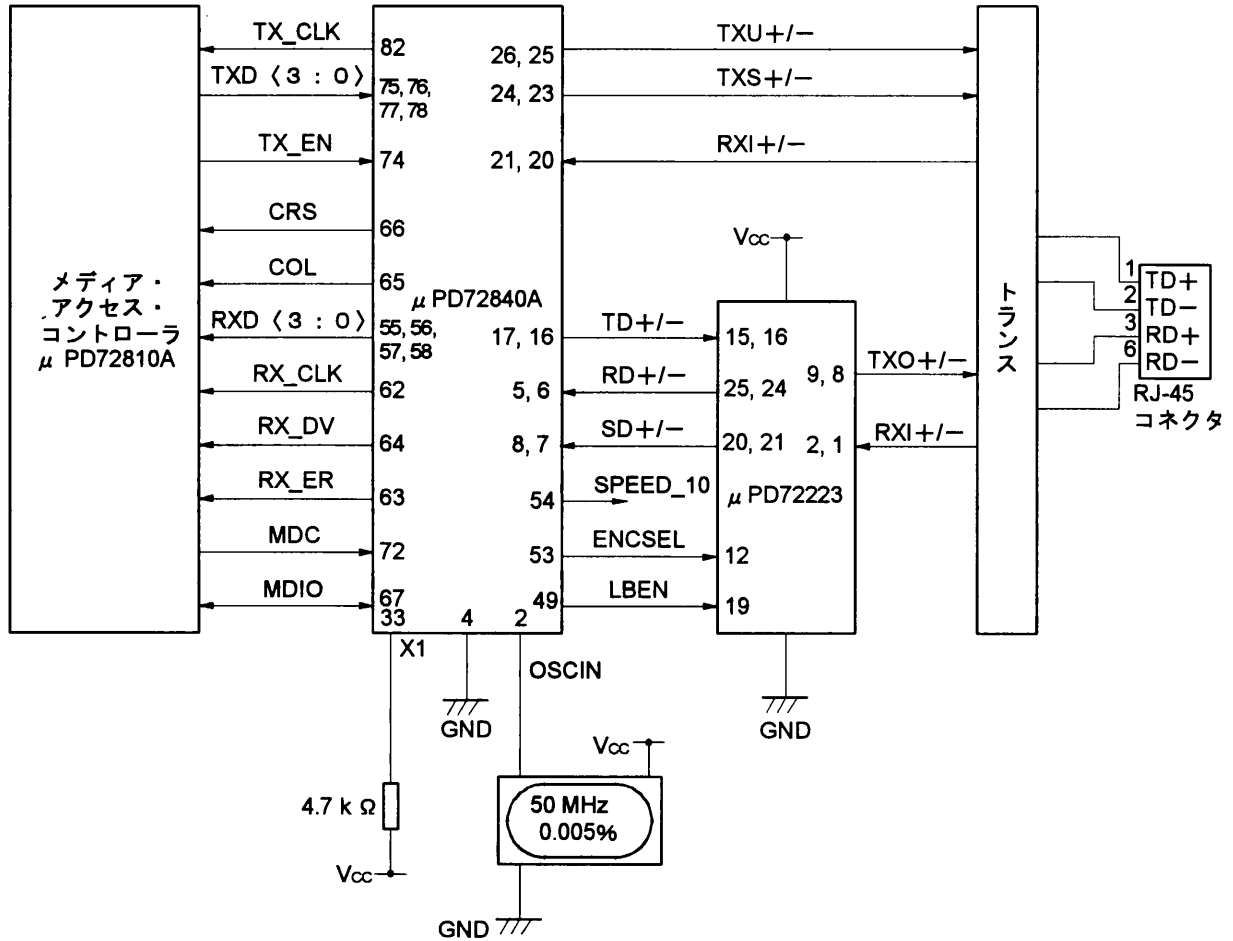 メディア・
アクセス・
コントローラ
μ PD72810A
TX_CLK
TXD〈3 : 0〉
TX_EN
CRS
COL
RXD〈3 : 0〉
RX_CLK
RX_DV
RX_ER
MDC
MDIO
82
75, 76,
77, 78
74
66
65
55, 56,
57, 58
62
64
63
72
67
33
4
2
μ PD72840A
26, 25
24, 23
21, 20
17, 16
5, 6
8, 7
54
53
49
TXU+/−
TXS+/−
RXI+/−
VCC
TD+/−
RD+/−
SD+/−
SPEED_10
ENCSEL
LBEN
15, 16
25, 24
20, 21
9, 8
2, 1
μ PD72223
12
19
TXO+/−
RXI+/−
GND
トランス
1 TD+
2 TD−
3 RD+
6 RD−
RJ-45
コネクタ
X1
GND
OSCIN
4.7 k Ω
VCC
VCC
50 MHz
0.005%
GND